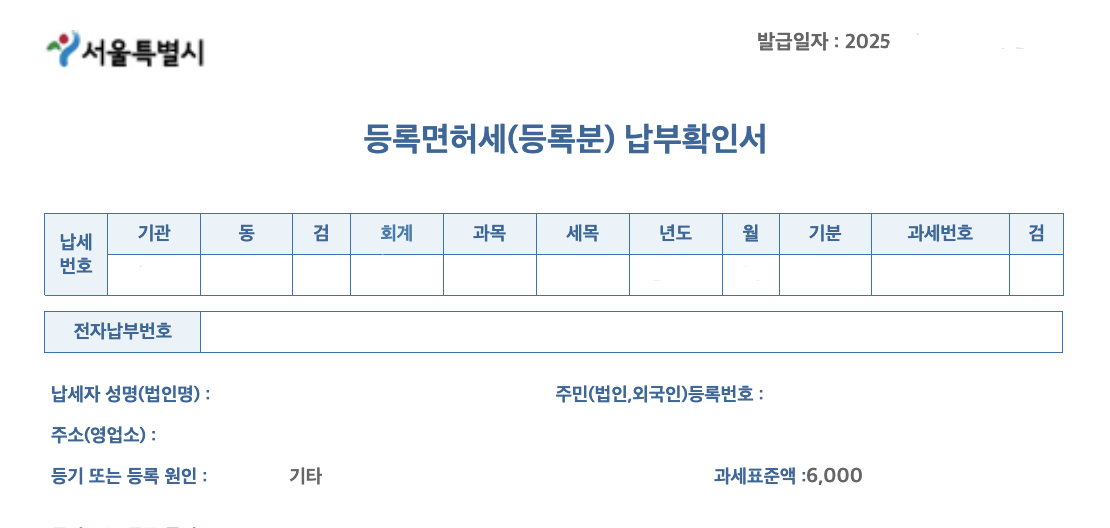 서울특별시
발급일자 : 2025
등록면허세(등록분) 납부확인서
납세번호 기관 동 검 회계 과목 세목 년도 월 기분 과세번호 검
전자납부번호
납세자 성명(법인명) : 주민(법인,외국인)등록번호 :
주소(영업소) :
등기 또는 등록 원인 : 기타 과세표준액 :6,000